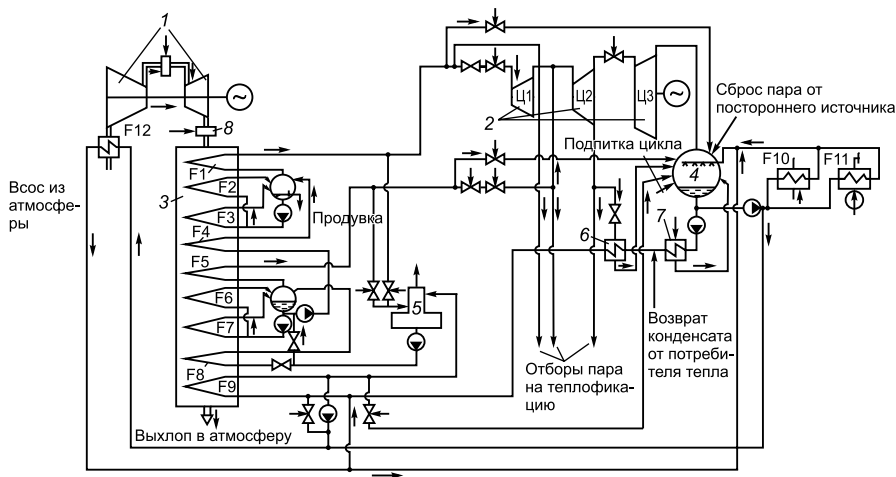 1
F12
8
Всос из
атмосфе-
ры
3
F1
F2
F3
F4
F5
F6
F7
F8
F9
Продувка
5
Выхлоп в атмосферу
Ц1
Ц2
Ц3
2
Сброс пара от
постороннего источника
Подпитка
цикла
4
F10
F11
6
7
Возврат
конденсата
от потреби-
теля тепла
Отборы пара
на теплофика-
цию